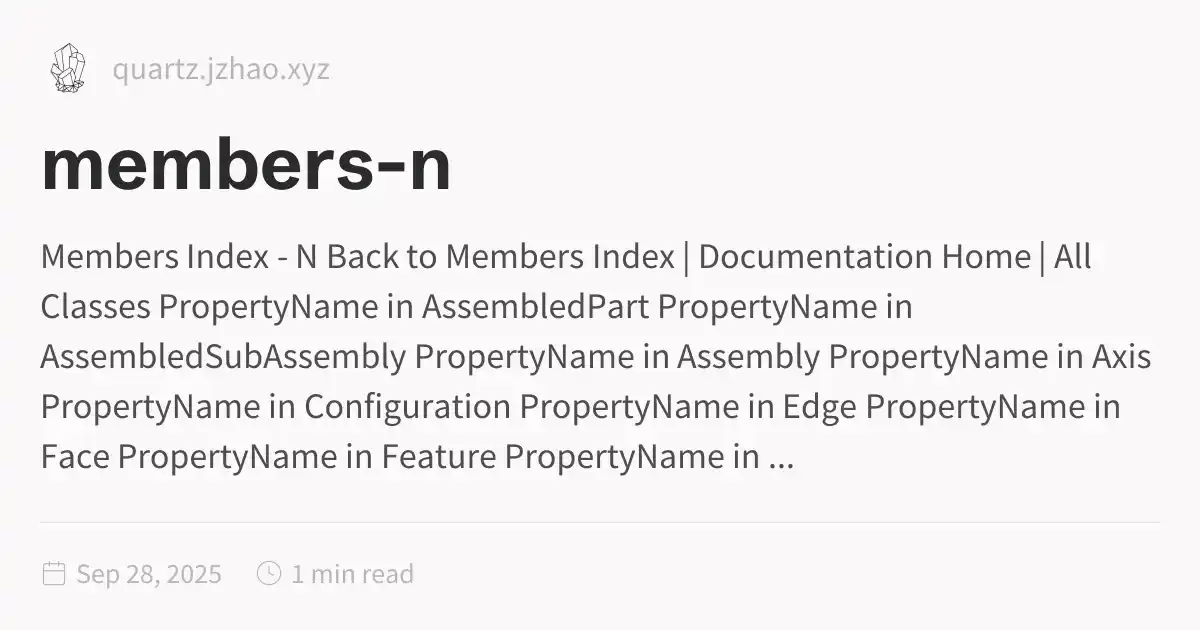 quartz.jzhao.xyz
members-n
Members Index - N Back to Members Index | Documentation Home | All
Classes PropertyName in AssembledPart PropertyName in
AssembledSubAssembly PropertyName in Assembly PropertyName in Axis
PropertyName in Configuration PropertyName in Edge PropertyName in
Face PropertyName in Feature PropertyName in ...
Sep 28, 2025 1 min read